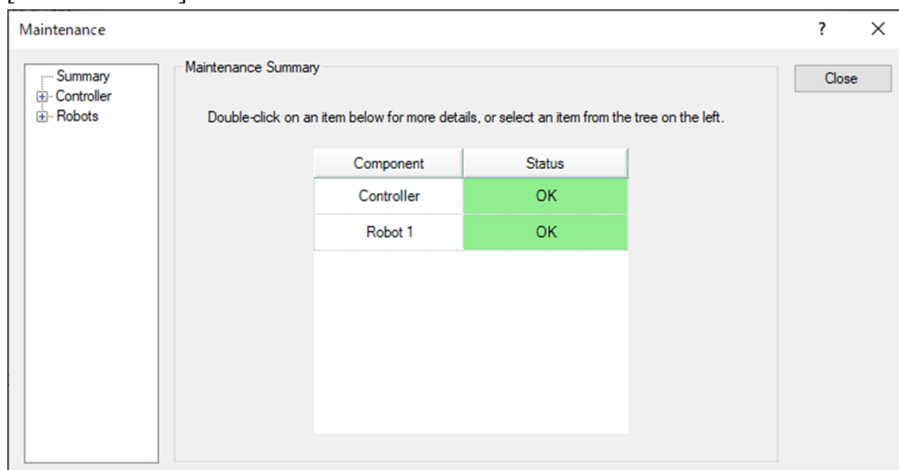 Maintenance
?
Summary
Controller
Robots
Maintenance Summary
Close
Double-click on an item below for more details, or select an item from the tree on the left.
Component Status
Controller OK
Robot 1 OK